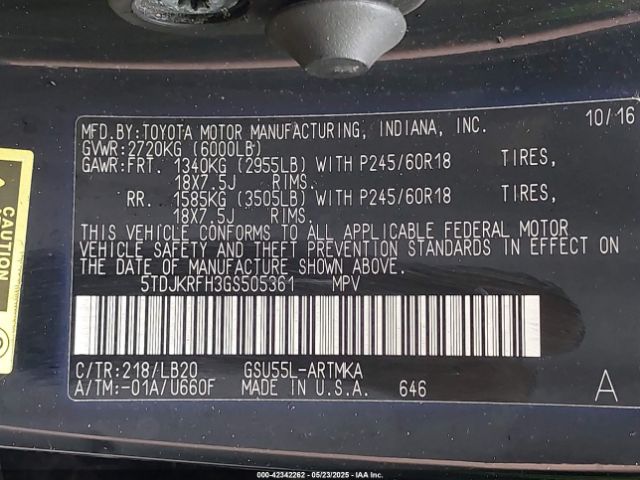 MFD.BY:TOYOTA MOTOR MANUFACTURING, INDIANA, INC. 10/16
GVWR:2720KG (6000LB)
GAWR:FRT. 1340KG (2955LB) WITH P245/60R18 TIRES,
18X7.5J RIMS.
RR. 1585KG (3505LB) WITH P245/60R18 TIRES,
18X7.5J RIMS.
THIS VEHICLE CONFORMS TO ALL APPLICABLE FEDERAL MOTOR
VEHICLE SAFETY AND THEFT PREVENTION STANDARDS IN EFFECT ON
THE DATE OF MANUFACTURE SHOWN ABOVE.
5TDJKRFH3GS505361 MPV
C/TR:218/LB20 GSU55L-ARTMKA
A/TM:-01A/U660F MADE IN U.S.A. 646 A
CAUTION
000-42342262 - 05/23/2025 - IAA Inc.